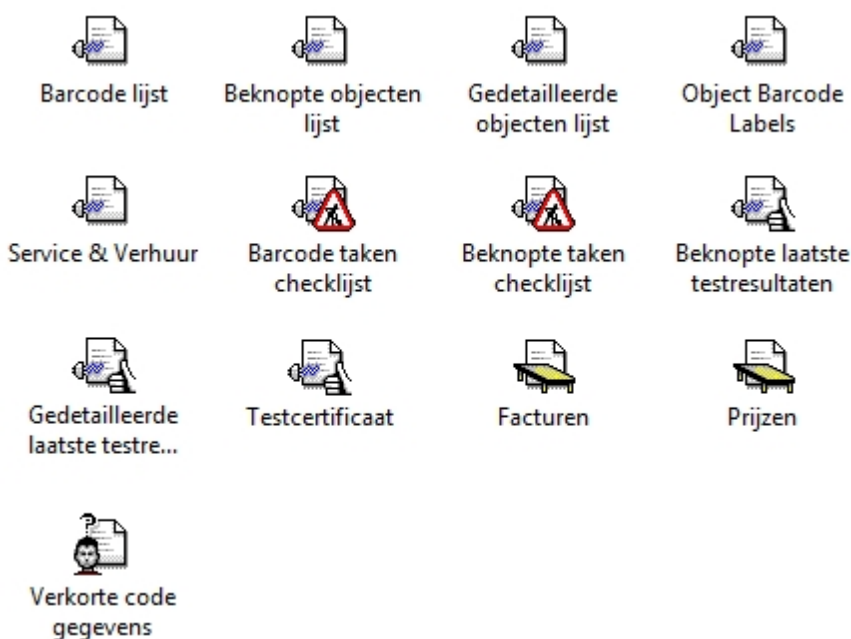 Barcode lijst
Beknopte objecten
lijst
Gedetailleerde
objecten lijst
Object Barcode
Labels
Service & Verhuur
Barcode taken
checklijst
Beknopte taken
checklijst
Beknopte laatste
testresultaten
Gedetailleerde
laatste testre...
Testcertificaat
Facturen
Prijzen
Verkorte code
gegevens